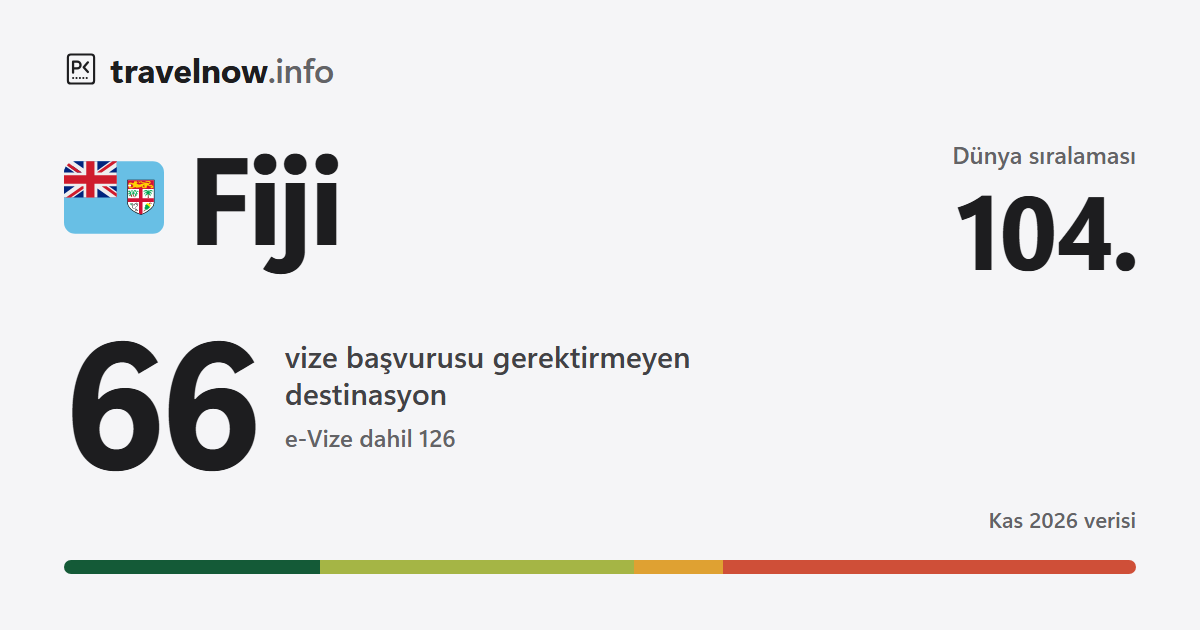 travelnow.info
Fiji
Dünya sıralaması
104.
66
vize başvurusu gerektirmeyen
destinasyon
e-Vize dahil 126
Kas 2026 verisi